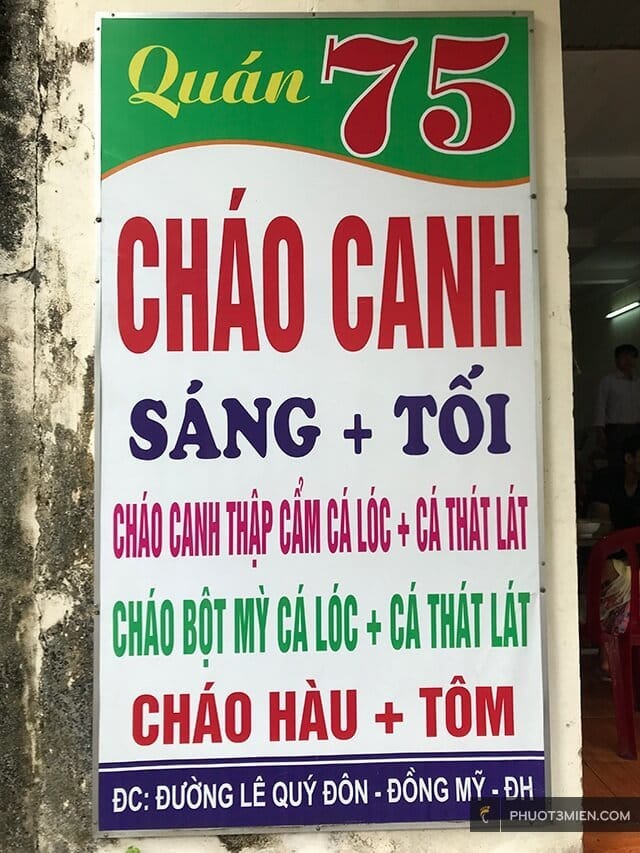 Quán 75
CHÁO CANH
SÁNG + TỐI
CHÁO CANH THẬP CẨM CÁ LÓC + CÁ THÁT LÁT
CHÁO BỘT MỲ CÁ LÓC + CÁ THÁT LÁT
CHÁO HÀU + TÔM
ĐC: ĐƯỜNG LÊ QUÝ ĐÔN - ĐỒNG MỸ - ĐH
PHUOT3MIEN.COM